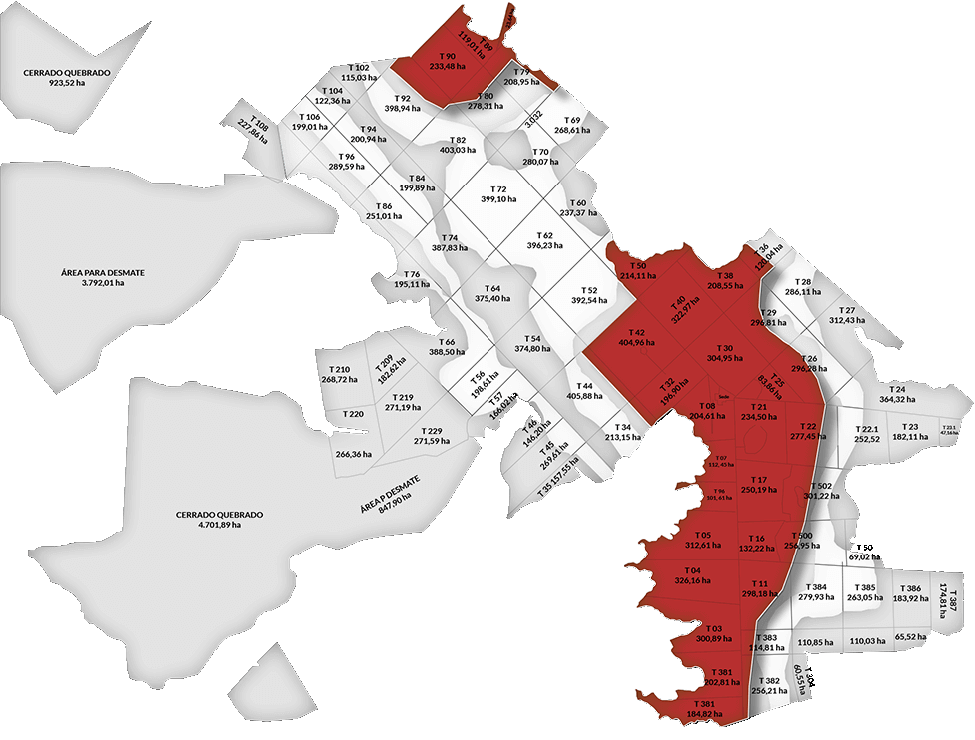 CERRADO QUEBRADO
923,52 ha
T 89
119,01 ha
T 90
233,48 ha
T 102
115,03 ha
T 79
208,95 ha
T 104
122,36 ha
T 92
398,94 ha
T 80
278,31 ha
T 106
199,01 ha
T 108
227,86 ha
T 94
200,94 ha
3.032
T 69
268,61 ha
T 82
403,03 ha
T 96
289,59 ha
T 70
280,07 ha
T 84
199,89 ha
T 72
399,10 ha
T 86
251,01 ha
T 60
237,37 ha
T 74
387,83 ha
T 62
396,23 ha
T 36
120,04 ha
ÁREA PARA DESMATE
3.792,01 ha
T 76
195,11 ha
T 50
214,11 ha
T 38
208,55 ha
T 28
286,11 ha
T 64
375,40 ha
T 52
392,54 ha
T 40
322,97 ha
T 29
296,81 ha
T 27
312,43 ha
T 66
388,50 ha
T 54
374,80 ha
T 42
404,96 ha
T 30
304,95 ha
T 26
296,28 ha
T 210
268,72 ha
T 209
182,62 ha
T 56
198,61 ha
T 44
405,88 ha
T 32
196,90 ha
T 25
83,86 ha
T 24
364,32 ha
T 219
271,19 ha
T 57
166,02 ha
Sede
T 220
T 08
204,61 ha
T 21
234,50 ha
T 229
271,59 ha
T 46
146,20 ha
T 34
213,15 ha
T 22
277,45 ha
T 22.1
252,52
T 23
182,11 ha
T 23.1
47,16 ha
266,36 ha
T 45
269,61 ha
T 07
112,45 ha
T 35 157,55 ha
T 17
250,19 ha
T 502
301,22 ha
ÁREA P DESMATE
847,90 ha
T 96
101,61 ha
CERRADO QUEBRADO
4.701,89 ha
T 05
312,61 ha
T 16
132,22 ha
T 500
256,95 ha
T 50
69,02 ha
T 04
326,16 ha
T 11
298,18 ha
T 384
279,93 ha
T 385
263,05 ha
T 386
183,92 ha
T 387
174,81 ha
T 03
300,89 ha
T 383
114,81 ha
110,85 ha
110,03 ha
65,52 ha
T 381
202,81 ha
T 382
256,21 ha
T 304
60,55 ha
T 381
184,82 ha